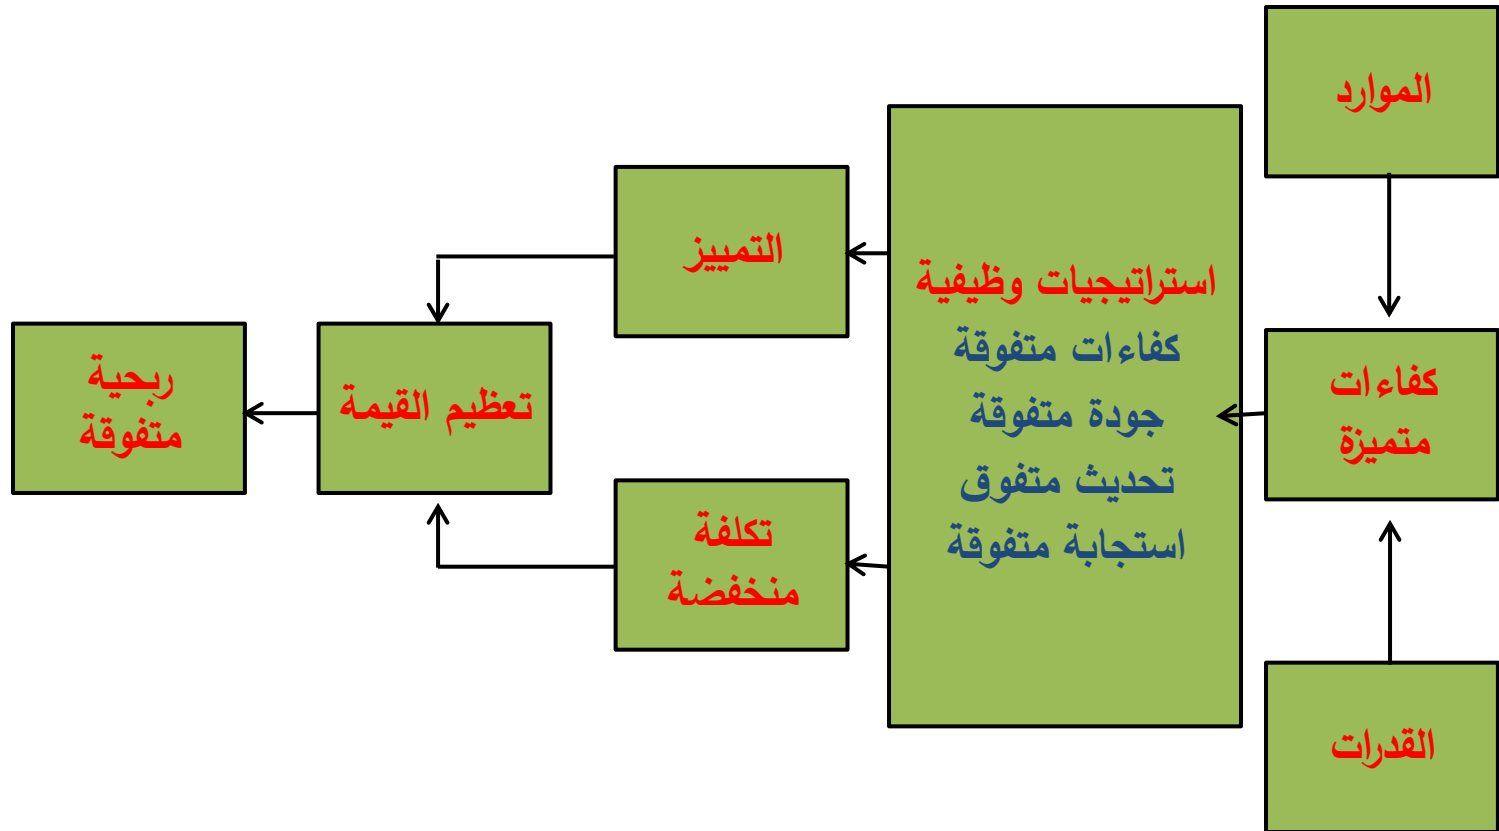 الموارد
كفاءات
متميزة
القدرات
استراتيجيات وظيفية
كفاءات متفوقة
جودة متفوقة
تحديث متفوق
استجابة متفوقة
التمييز
تكلفة
منخفضة
تعظيم القيمة
ربحية
متفوقة